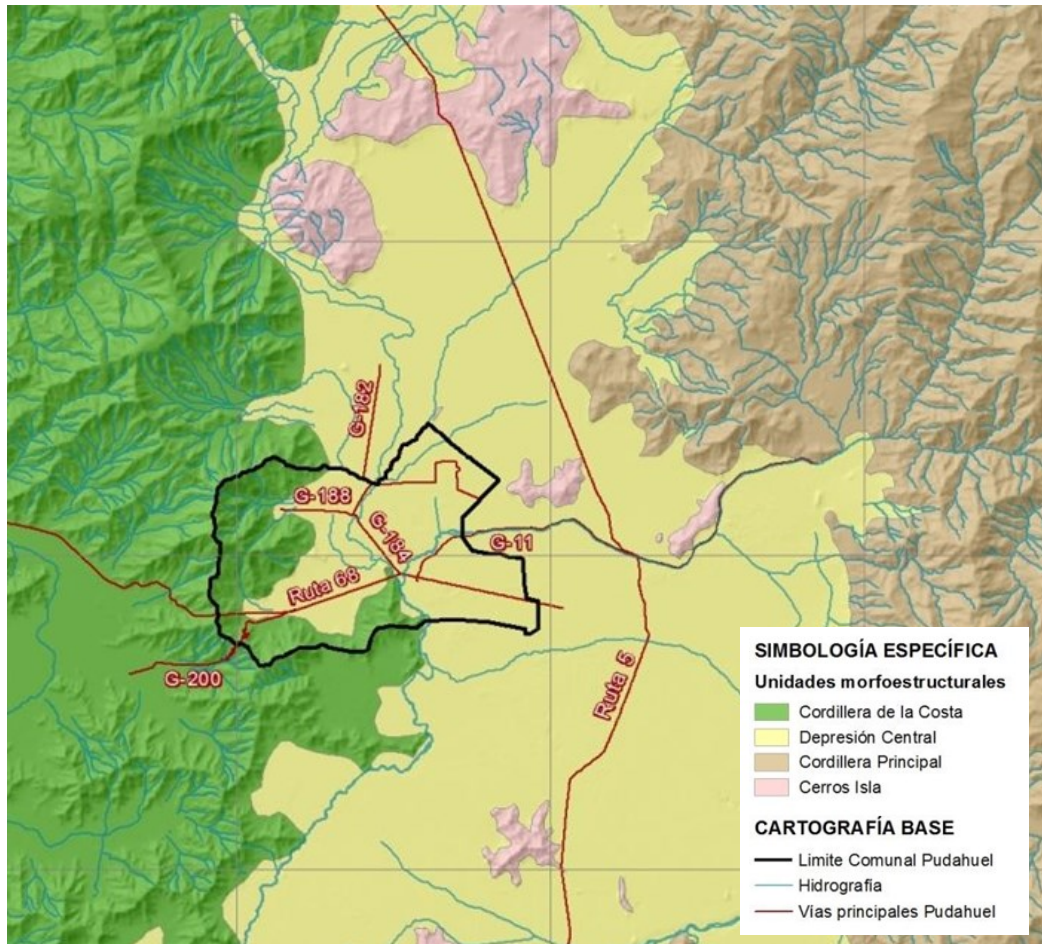 G-182
G-188
G-184
G-11
Ruta 68
G-200
Ruta 5
SIMBOLOGÍA ESPECÍFICA
Unidades morfoestructurales
Cordillera de la Costa
Depresión Central
Cordillera Principal
Cerros Isla
CARTOGRAFÍA BASE
Limite Comunal Pudahuel
Hidrografía
Vías principales Pudahuel